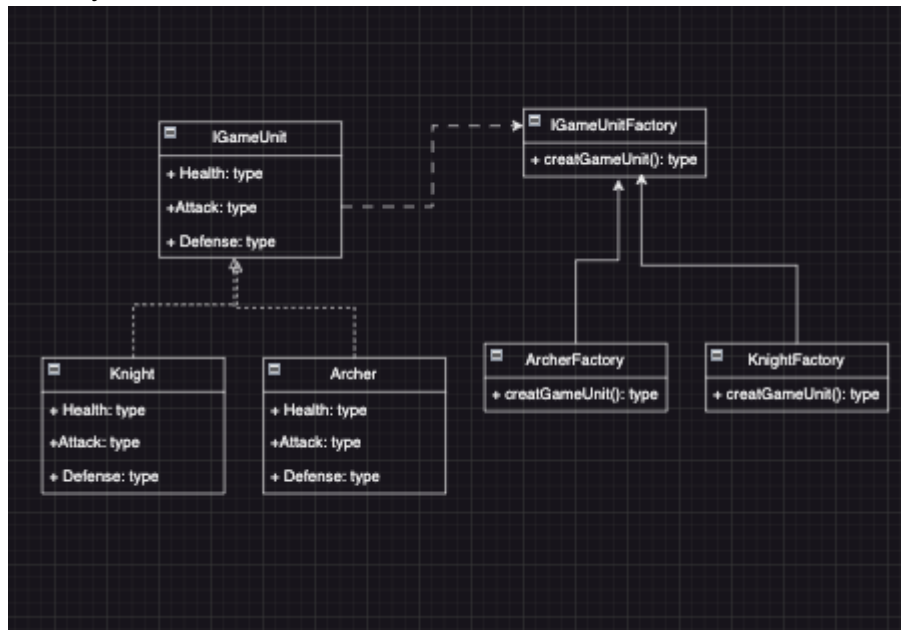 IGameUnit
+ Health: type
+Attack: type
+ Defense: type
IGameUnitFactory
+ creatGameUnit(): type
Knight
+ Health: type
+Attack: type
+ Defense: type
Archer
+ Health: type
+Attack: type
+ Defense: type
ArcherFactory
+ creatGameUnit(): type
KnightFactory
+ creatGameUnit(): type